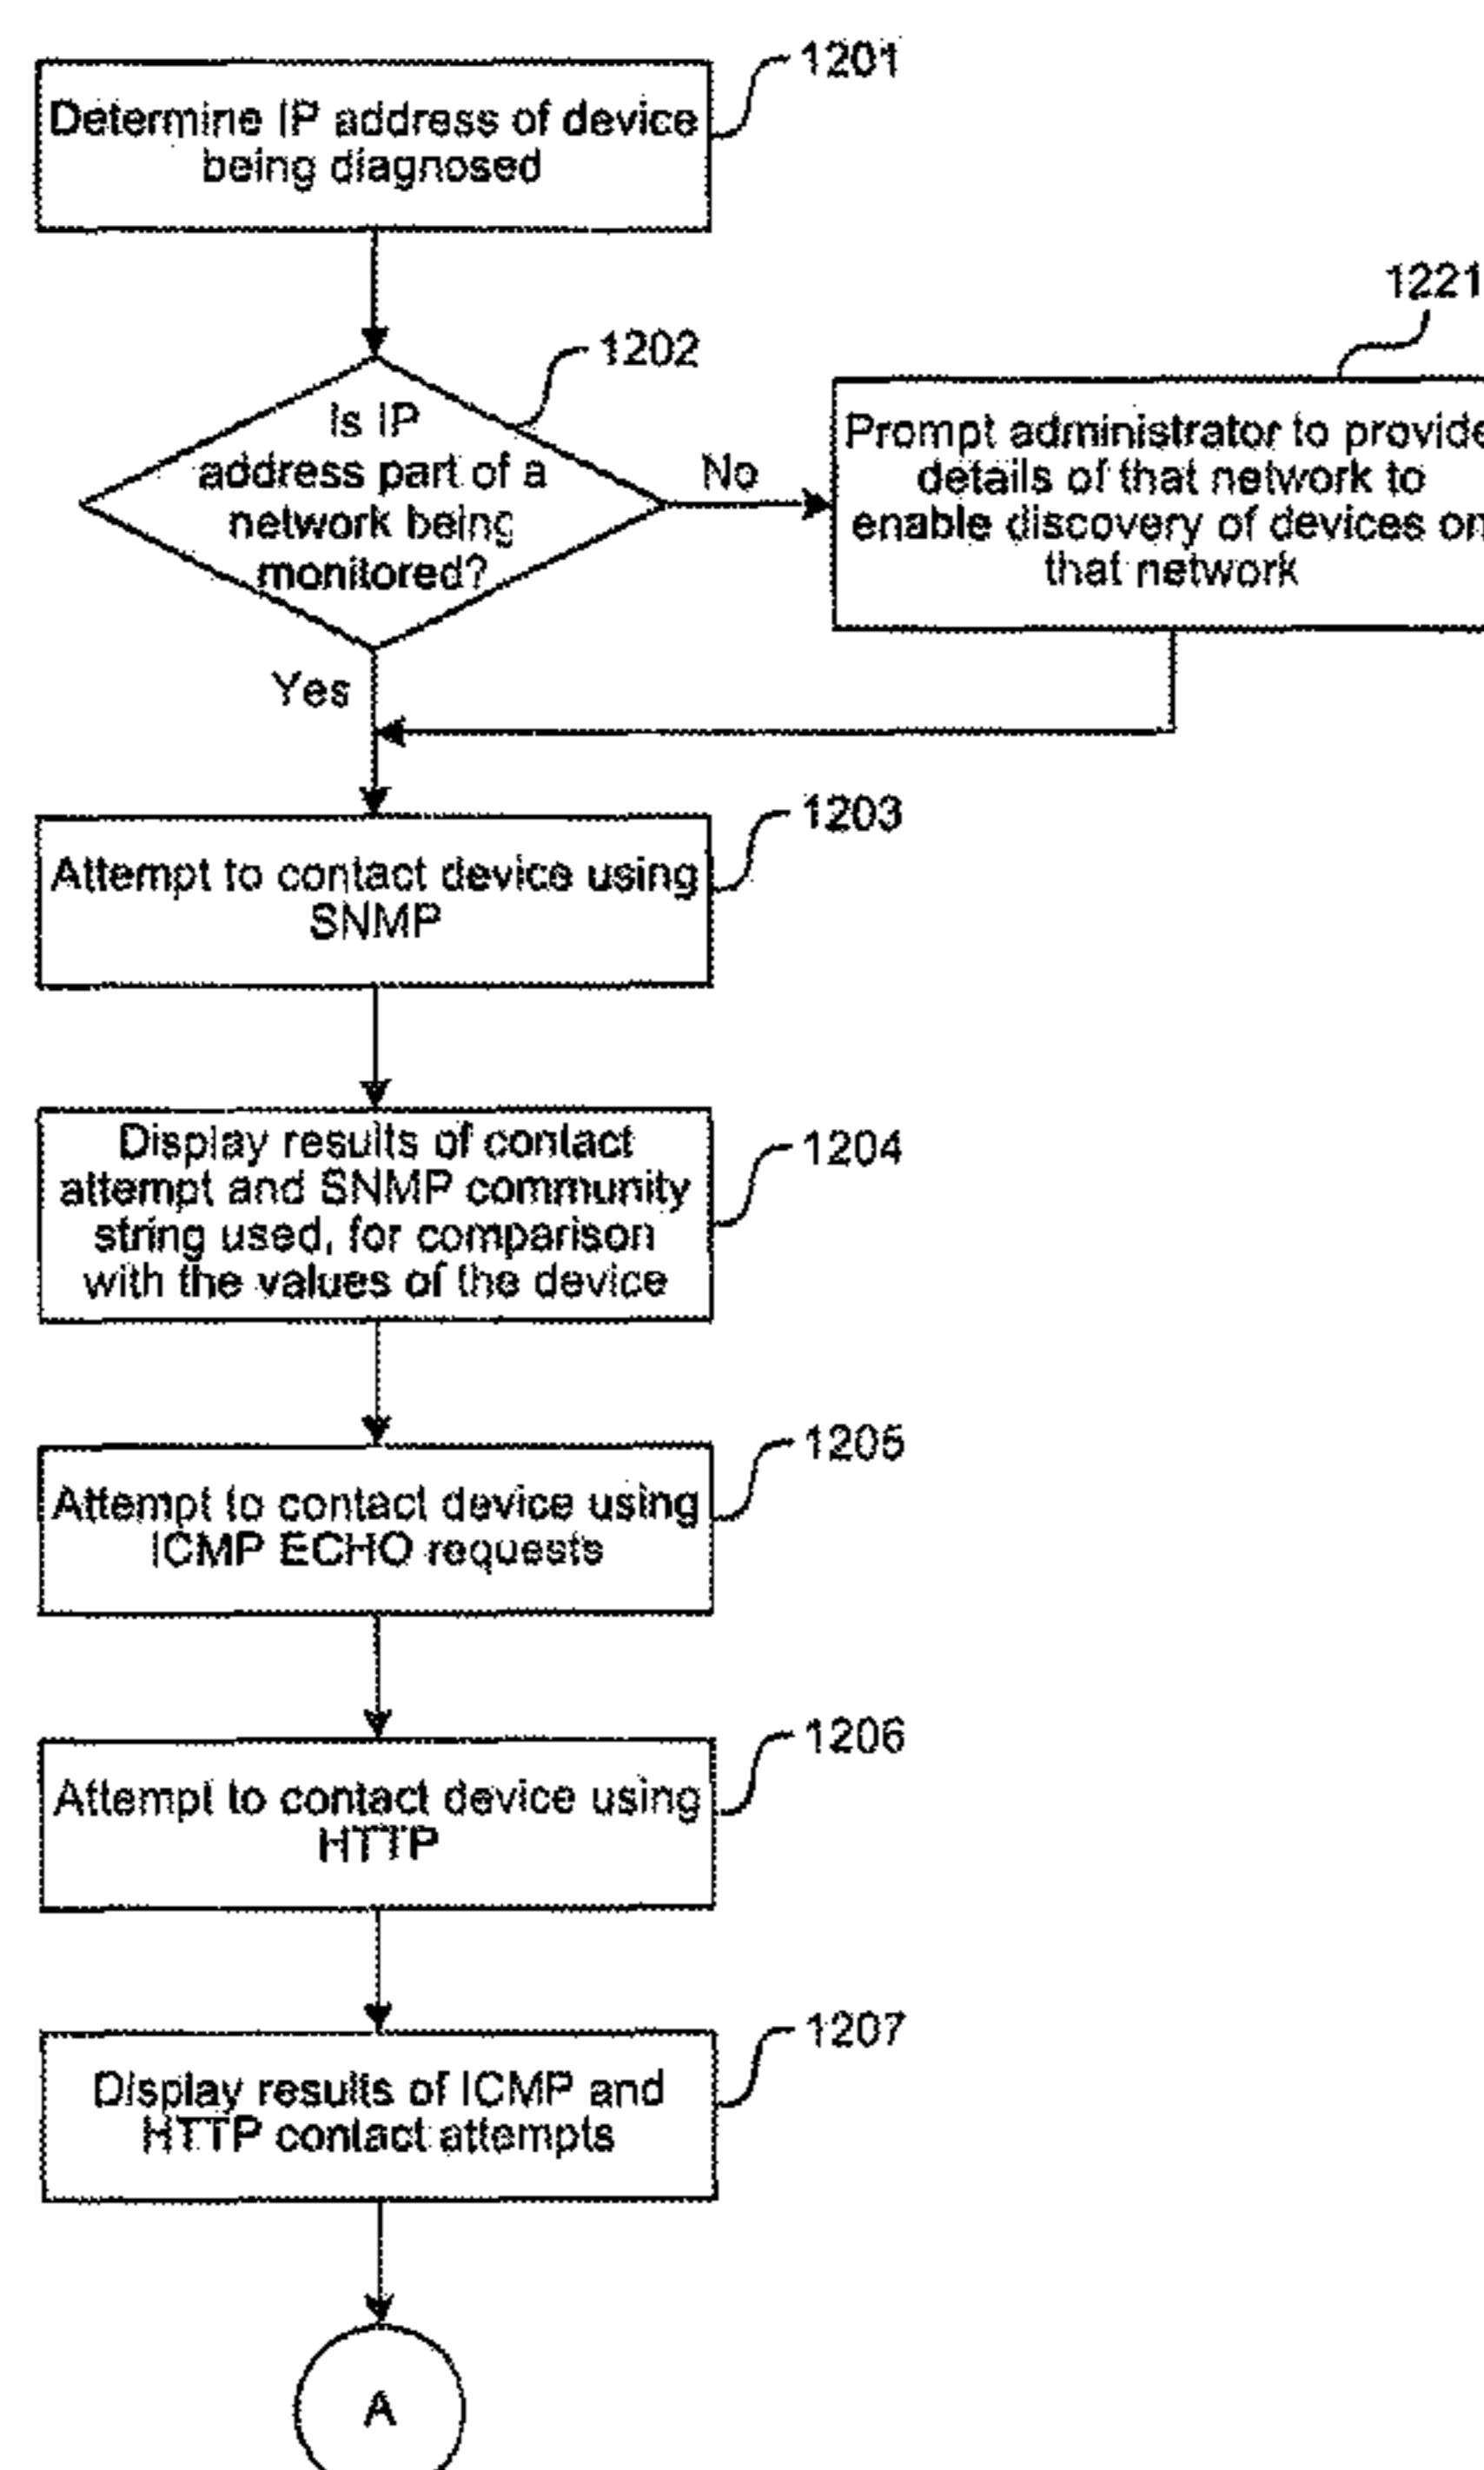 1201
Determine IP address of device
being diagnosed
1202
Is IP
address part of a
network being
monitored?
No
Yes
1221
Prompt administrator to provide
details of that network to
enable discovery of devices on
that network
1203
Attempt to contact device using
SNMP
1204
Display results of contact
attempt and SNMP community
string used, for comparison
with the values of the device
1205
Attempt to contact device using
ICMP ECHO requests
1206
Attempt to contact device using
HTTP
1207
Display results of ICMP and
HTTP contact attempts
A